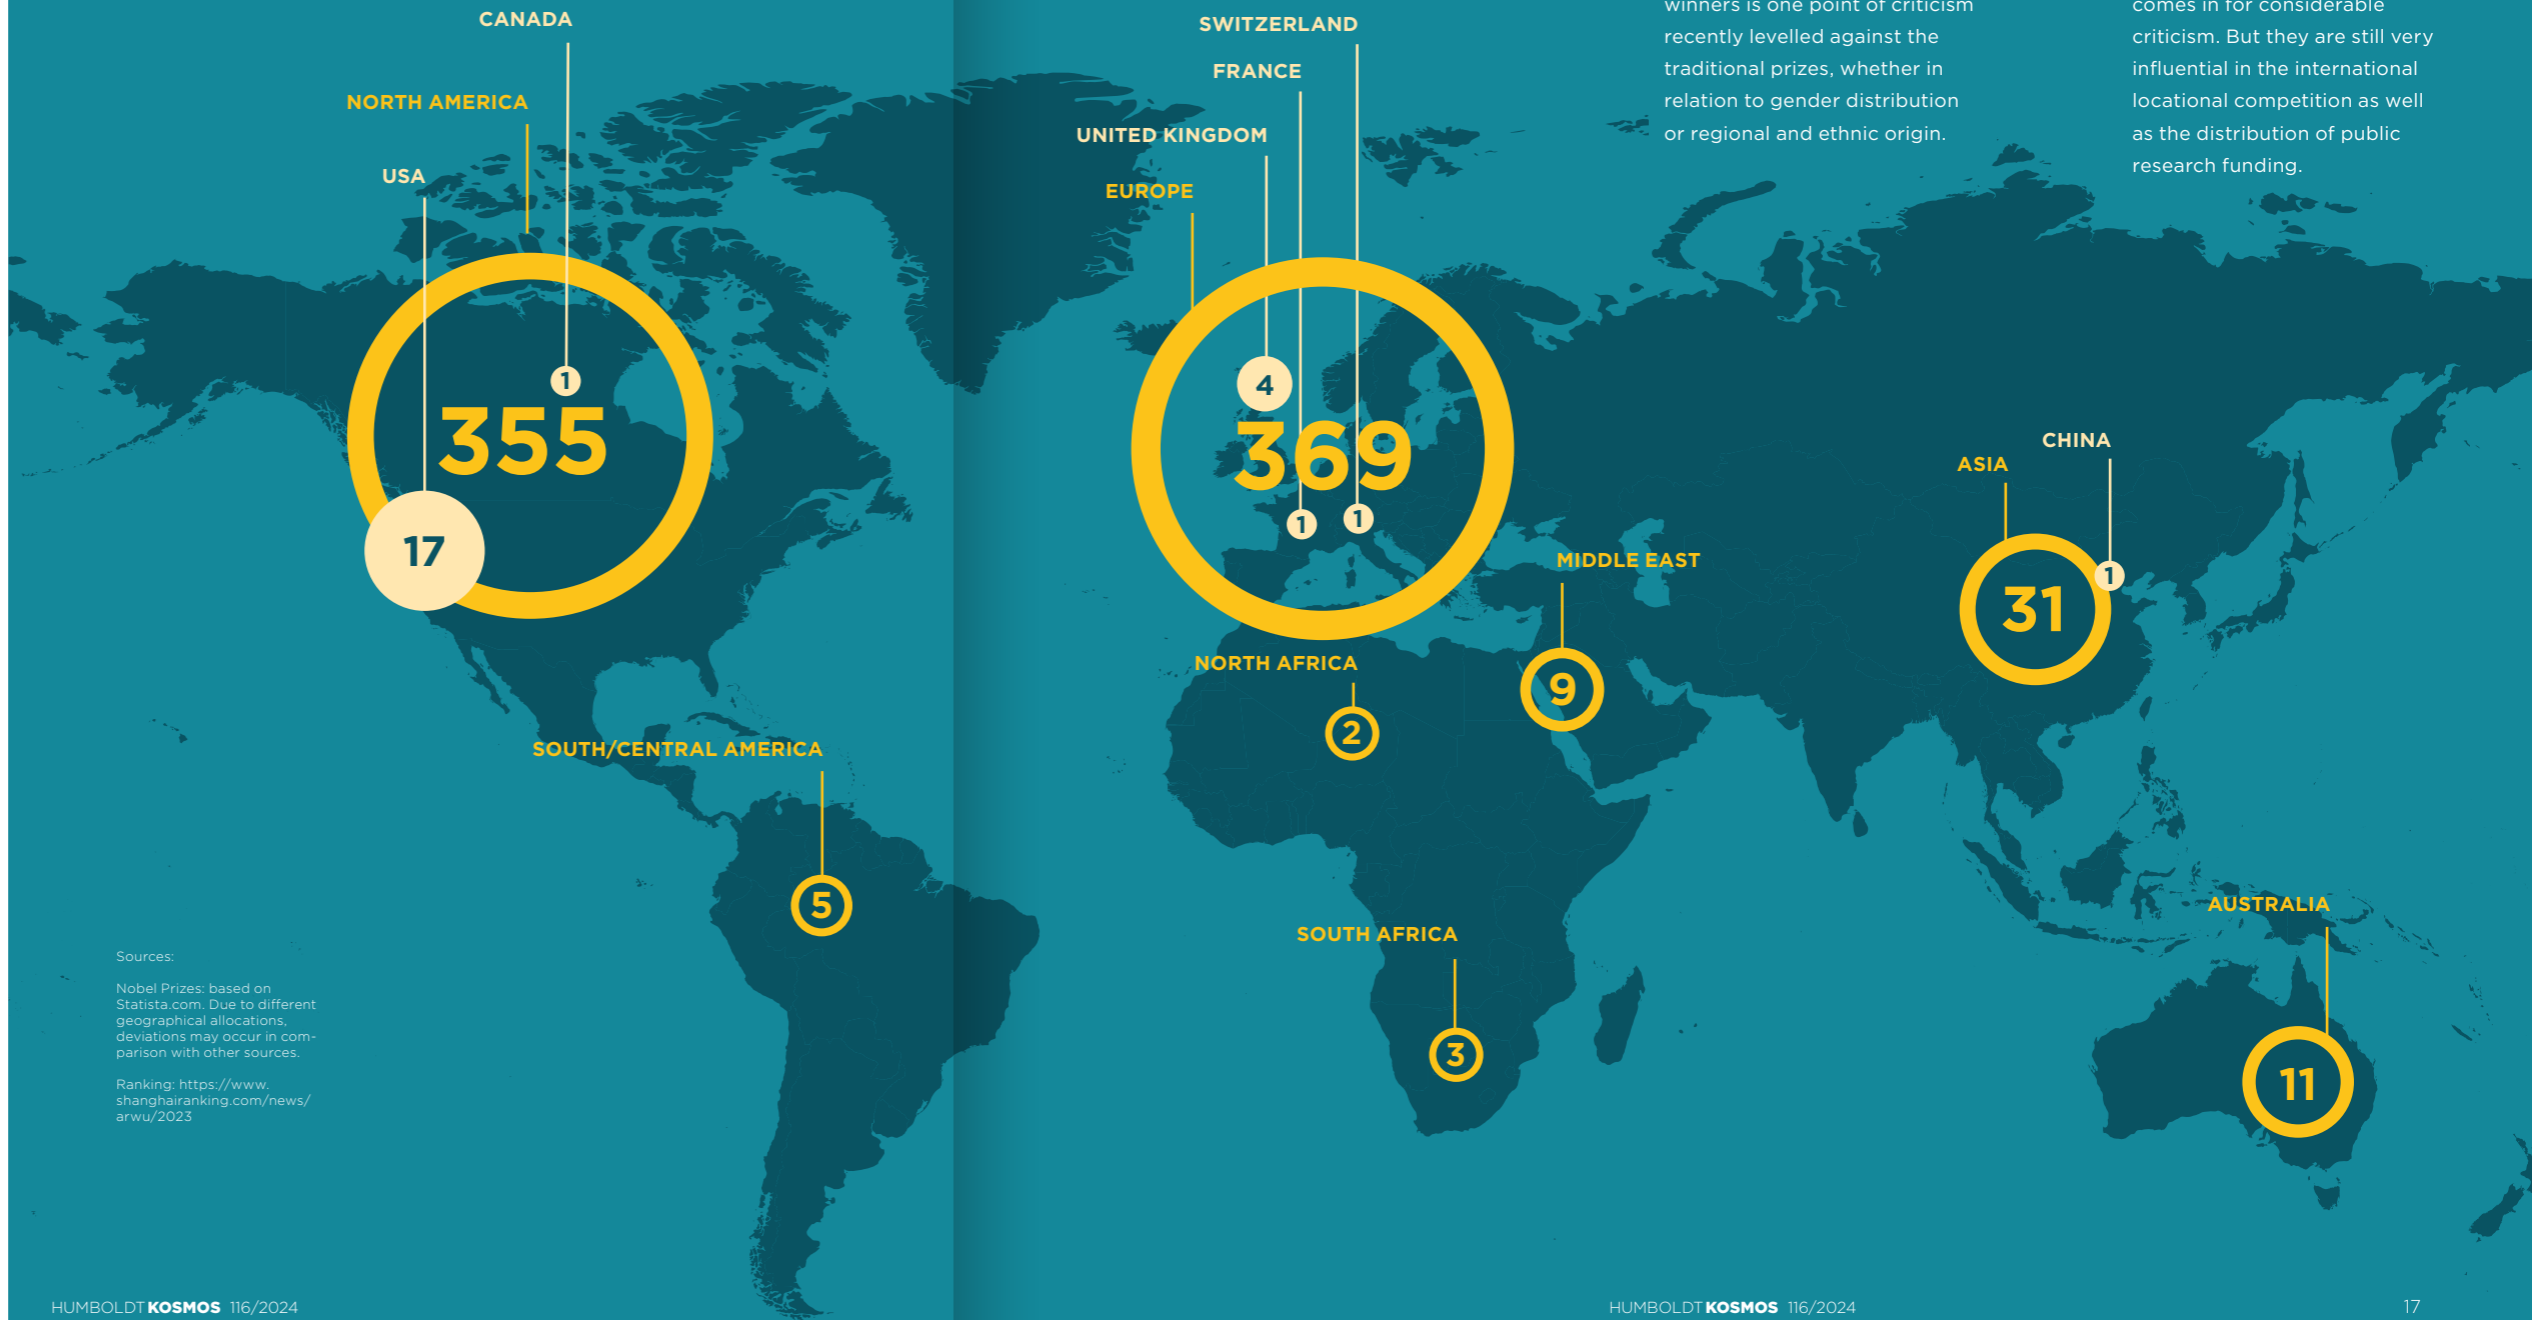 winners is one point of criticism
recently levelled against the
traditional prizes, whether in
relation to gender distribution
or regional and ethnic origin.
comes in for considerable
criticism. But they are still very
influential in the international
locational competition as well
as the distribution of public
research funding.
CANADA
NORTH AMERICA
USA
1
355
17
SWITZERLAND
FRANCE
UNITED KINGDOM
EUROPE
4
369
1
1
CHINA
ASIA
1
31
MIDDLE EAST
9
NORTH AFRICA
2
SOUTH/CENTRAL AMERICA
5
SOUTH AFRICA
3
AUSTRALIA
11
Sources:
Nobel Prizes: based on
Statista.com. Due to different
geographical allocations,
deviations may occur in com-
parison with other sources.
Ranking: https://www.
shanghairanking.com/news/
arwu/2023
HUMBOLDT KOSMOS 116/2024
HUMBOLDT KOSMOS 116/2024
17